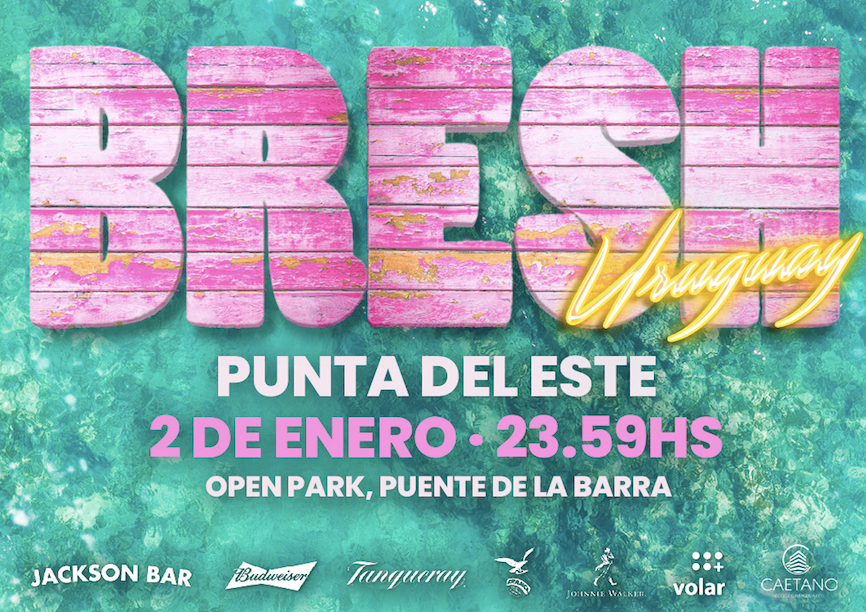 BRESH
Uruguay
PUNTA DEL ESTE
2 DE ENERO • 23.59HS
OPEN PARK, PUENTE DE LA BARRA
JACKSON BAR
Budweiser
Tanqueray
JOHNNIE WALKER
volar
CAETANO